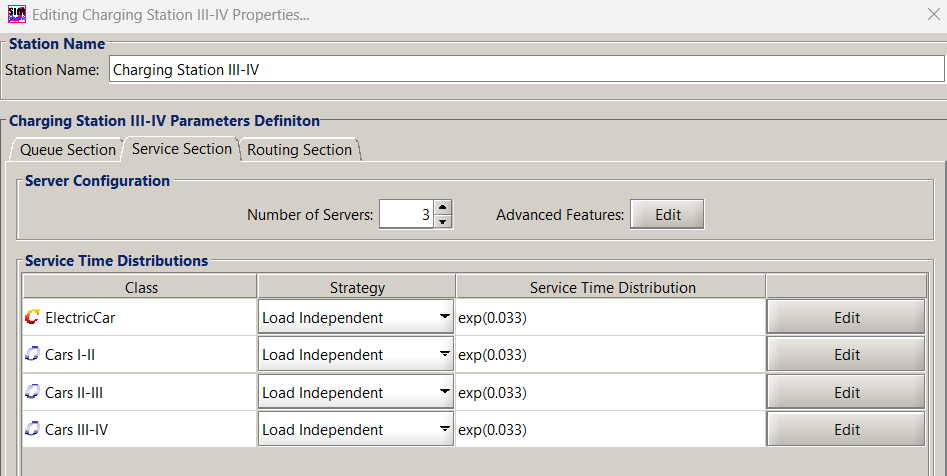 Editing Charging Station III-IV Properties...
Station Name
Station Name: Charging Station III-IV
Charging Station III-IV Parameters Definiton
Queue Section Service Section Routing Section
Server Configuration
Number of Servers: 3 Advanced Features: Edit
Service Time Distributions
Class Strategy Service Time Distribution
ElectricCar Load Independent exp(0.033) Edit
Cars I-II Load Independent exp(0.033) Edit
Cars II-III Load Independent exp(0.033) Edit
Cars III-IV Load Independent exp(0.033) Edit